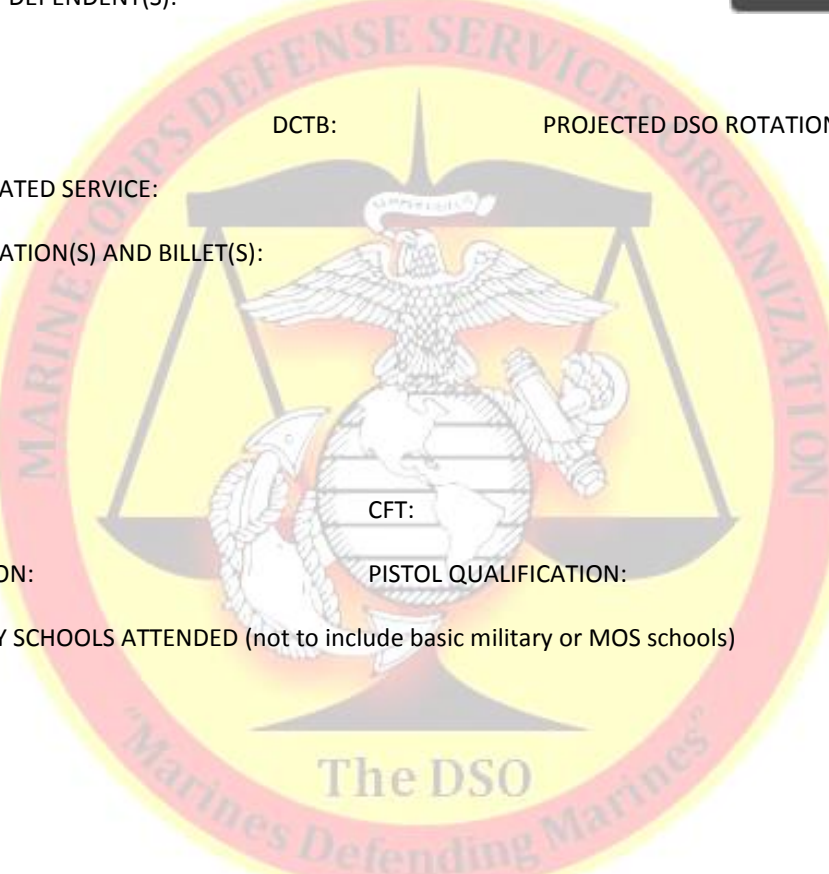 DEPENDENT(S):
MARINE CORPS DEFENSE SERVICES ORGANIZATION
DCTB: PROJECTED DSO ROTATION
ATED SERVICE:
ATION(S) AND BILLET(S):
CFT:
ON: PISTOL QUALIFICATION:
Y SCHOOLS ATTENDED (not to include basic military or MOS schools)
The DSO
"Marines Defending Marines"